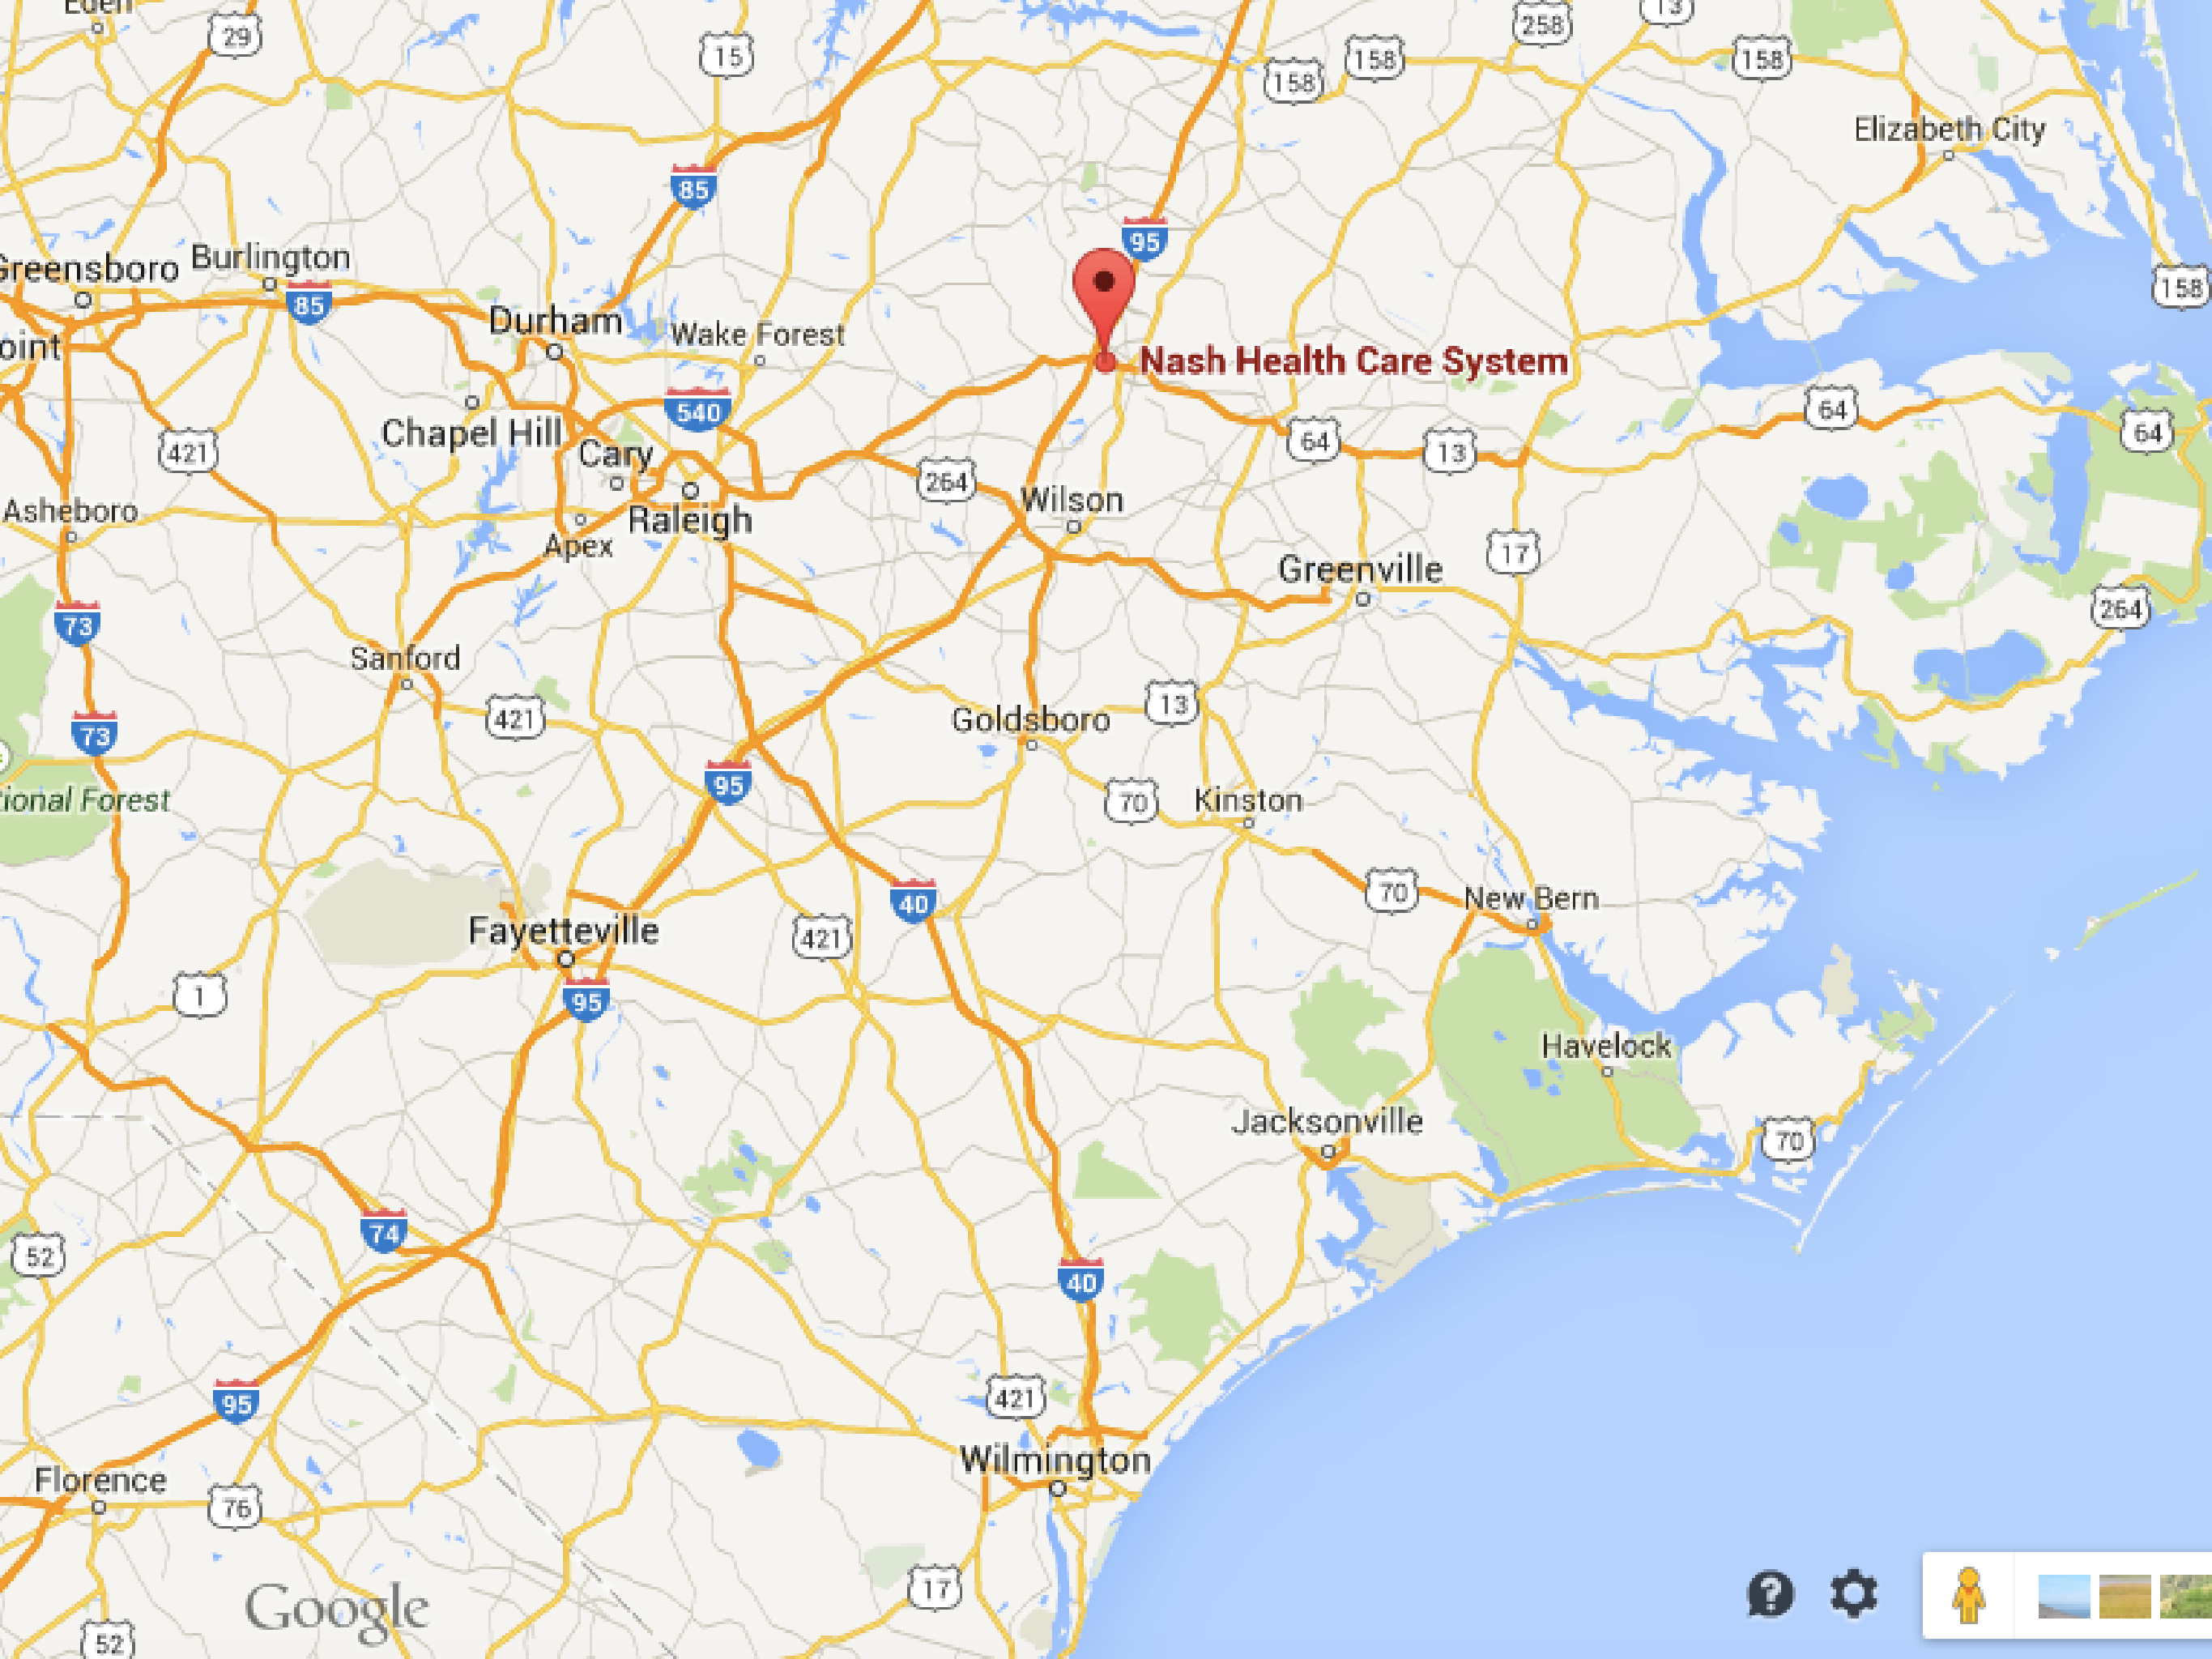 Eden
29
15
258
13
158
158
158
Elizabeth City
85
95
Greensboro
Burlington
85
158
Durham
Wake Forest
oint
Nash Health Care System
540
64
64
Chapel Hill
421
Cary
64
13
264
Wilson
Asheboro
Raleigh
Apex
17
Greenville
73
264
Sanford
421
13
Goldsboro
73
95
70
Kinston
tional Forest
40
70
New Bern
Fayetteville
421
1
95
Havelock
Jacksonville
70
74
52
40
95
421
Wilmington
Florence
76
17
Google
52
?